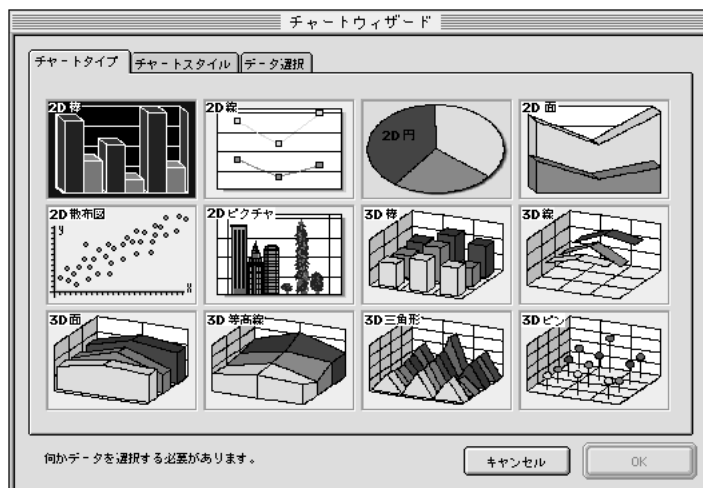 チャートウィザード
チャートタイプ チャートスタイル データ選択
2D 棒 2D 線 2D 円 2D 面
2D 散布図 2D ピクチャ 3D 棒 3D 線
y
x
3D 面 3D 等高線 3D 三角形 3D ピン
何かデータを選択する必要があります。
キャンセル OK